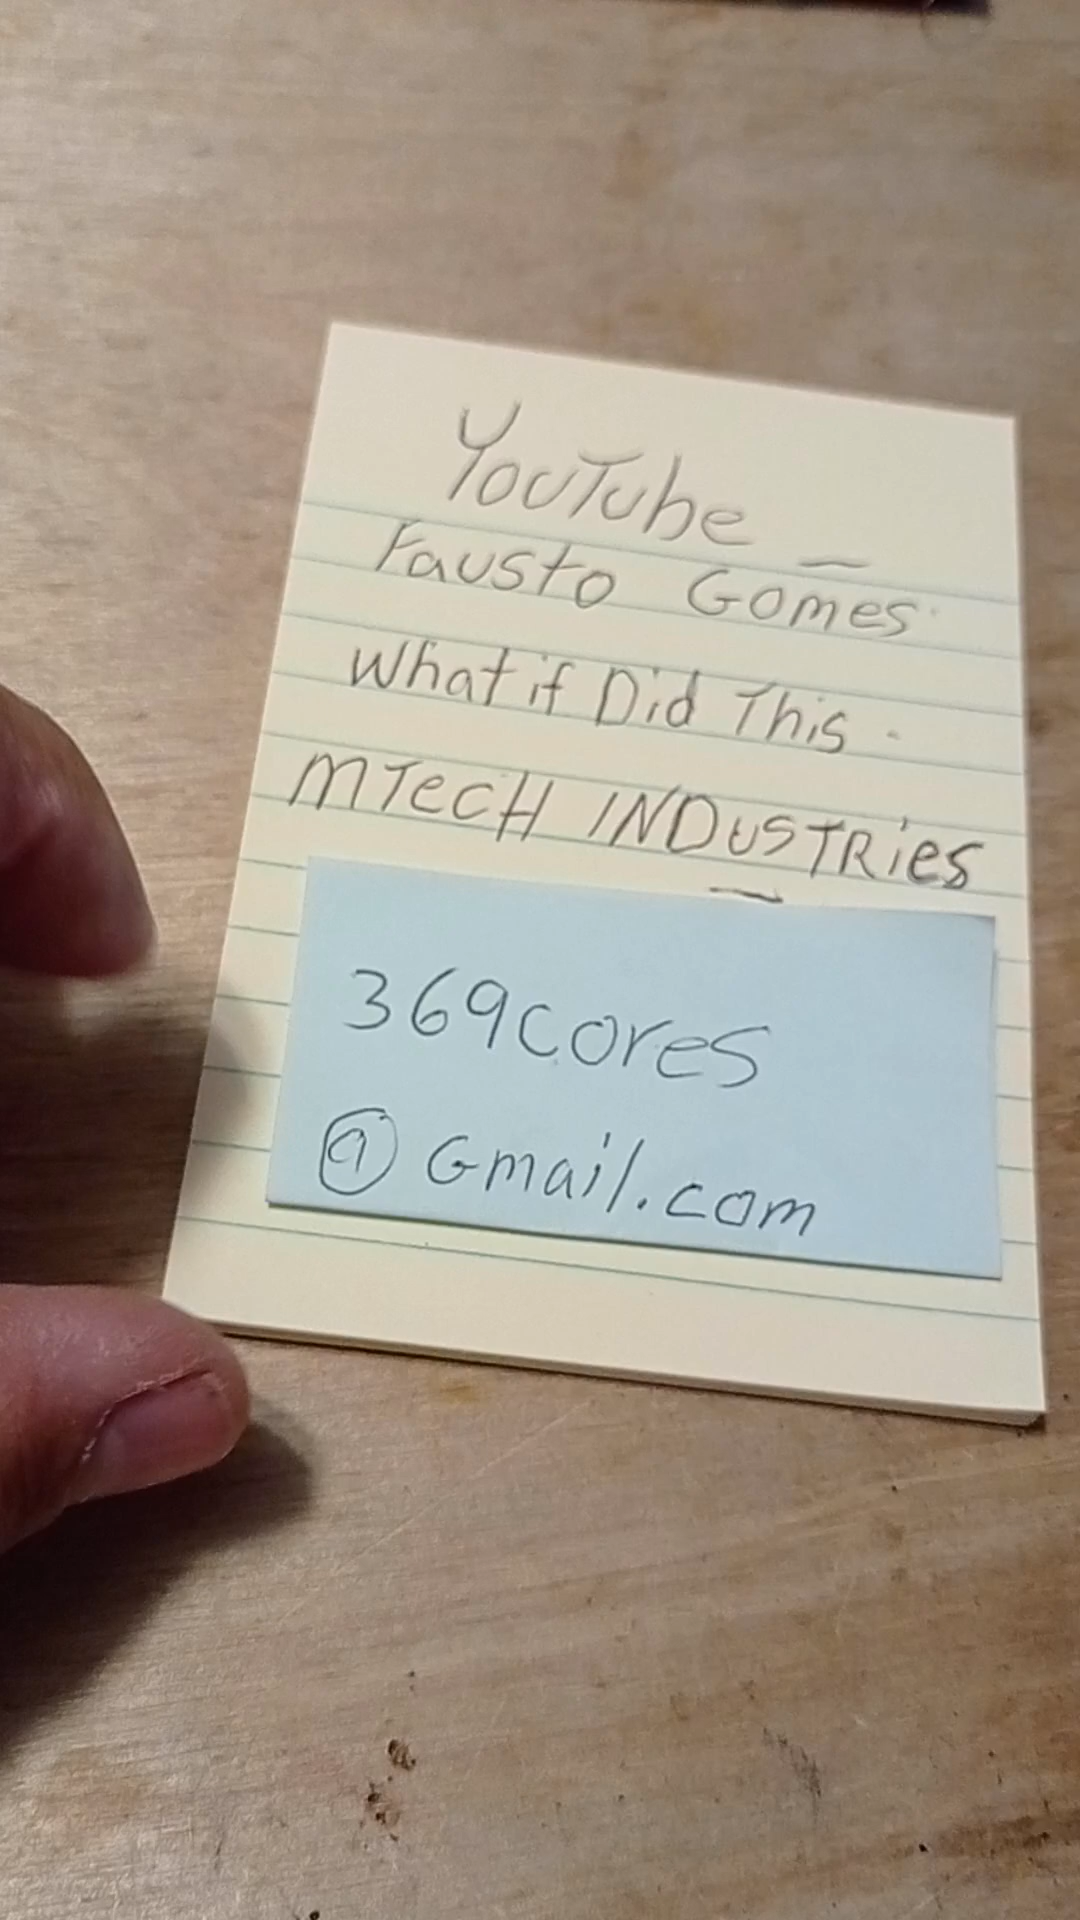 YouTube –
Fausto Gomes.
What if Did This -
MTecH INDUSTRies
–
369cores
@ Gmail.com